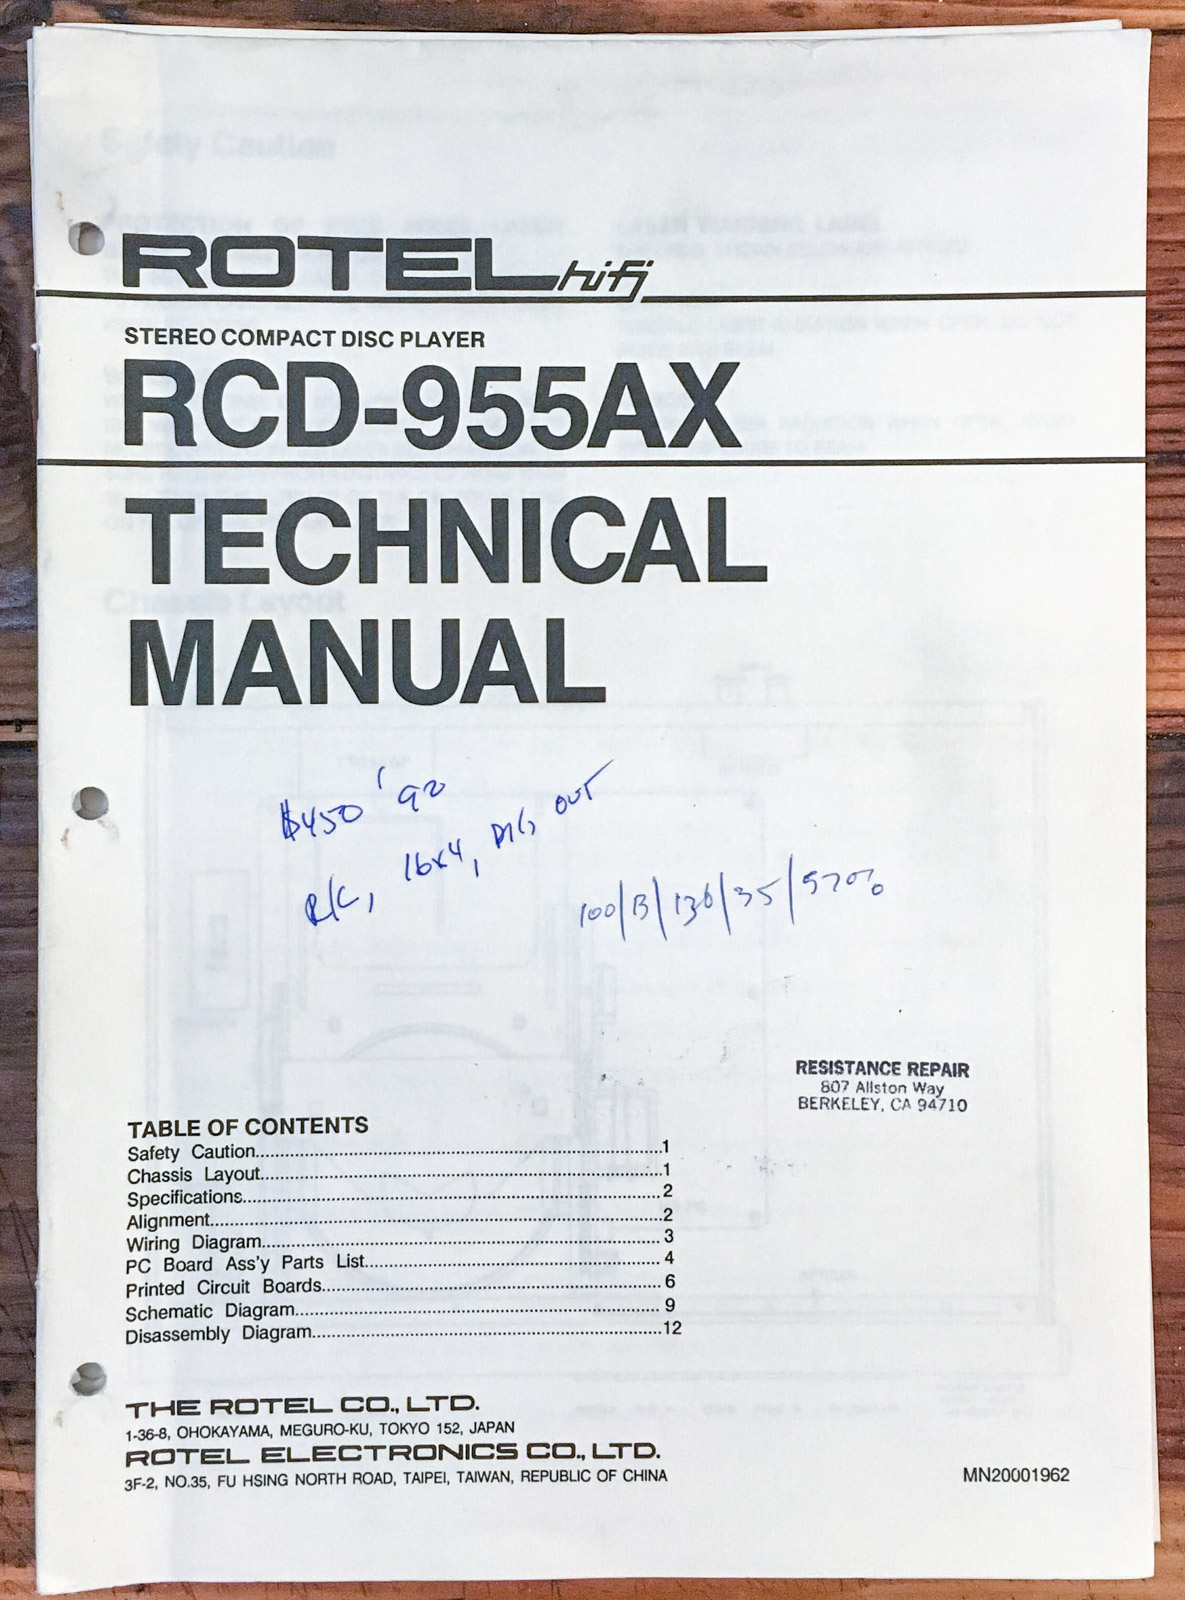 ROTEL hifi
STEREO COMPACT DISC PLAYER
RCD-955AX
TECHNICAL
MANUAL
$450 '92
R/C, 16x4, DIG OUT
100/B/136/35/
RESISTANCE REPAIR
807 Allston Way
BERKELEY, CA 94710
TABLE OF CONTENTS
Safety Caution 1
Chassis Layout 1
Specifications 2
Alignment 2
Wiring Diagram 3
PC Board Ass'y Parts List 4
Printed Circuit Boards 6
Schematic Diagram 9
Disassembly Diagram 12
THE ROTEL CO., LTD.
1-36-8, OHOKAYAMA, MEGURO-KU, TOKYO 152, JAPAN
ROTEL ELECTRONICS CO., LTD.
3F-2, NO.35, FU HSING NORTH ROAD, TAIPEI, TAIWAN, REPUBLIC OF CHINA
MN20001962